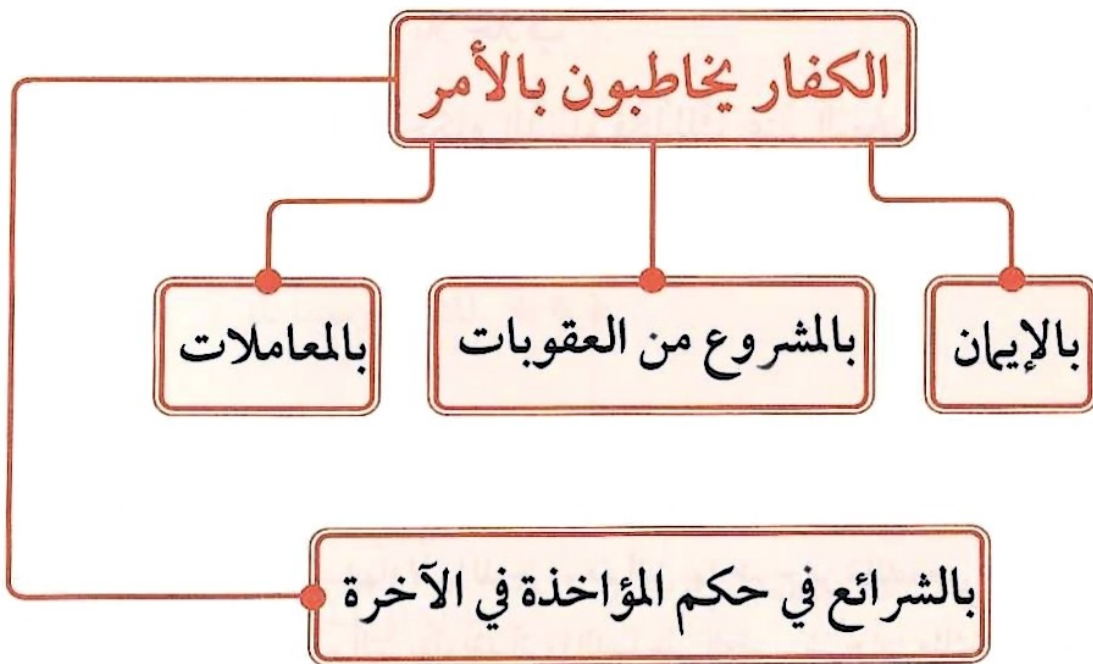 الكفار يخاطبون بالأمر
بالإيمان
بالمشروع من العقوبات
بالمعاملات
بالشرائع في حكم المؤاخذة في الآخرة